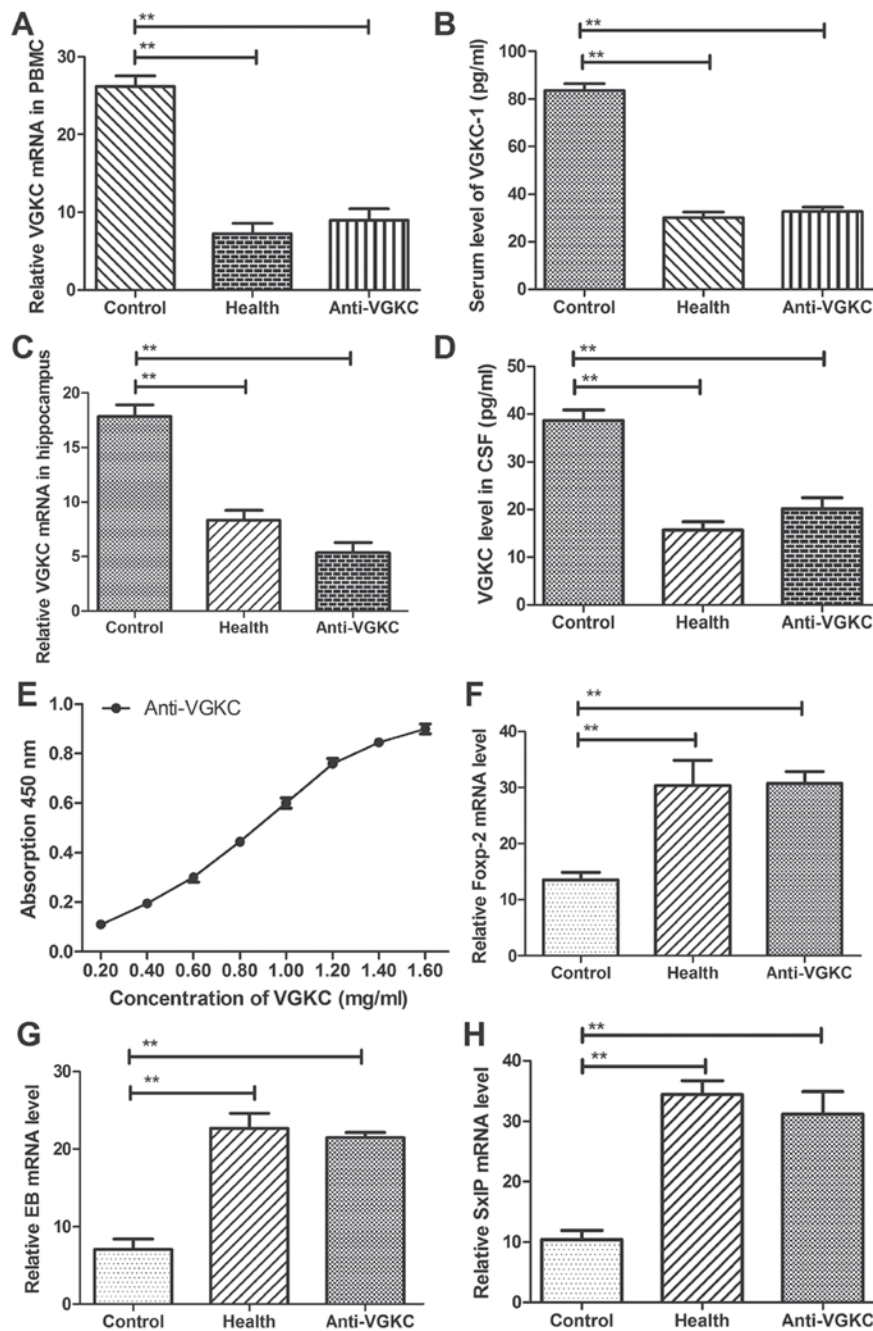 A
**
**
Relative VGKC mRNA in PBMC
30
20
10
0
Control Health Anti-VGKC
B
**
**
Serum level of VGKC-1 (pg/ml)
100
80
60
40
20
0
Control Health Anti-VGKC
C
**
**
Relative VGKC mRNA in hippocampus
20
15
10
5
0
Control Health Anti-VGKC
D
**
**
VGKC level in CSF (pg/ml)
50
40
30
20
10
0
Control Health Anti-VGKC
E
Anti-VGKC
Absorption 450 nm
1.0
0.8
0.6
0.4
0.2
0.0
0.20 0.40 0.60 0.80 1.00 1.20 1.40 1.60
Concentration of VGKC (mg/ml)
F
**
**
Relative Foxp-2 mRNA level
40
30
20
10
0
Control Health Anti-VGKC
G
**
**
Relative EB mRNA level
30
20
10
0
Control Health Anti-VGKC
H
**
**
Relative SxIP mRNA level
40
30
20
10
0
Control Health Anti-VGKC